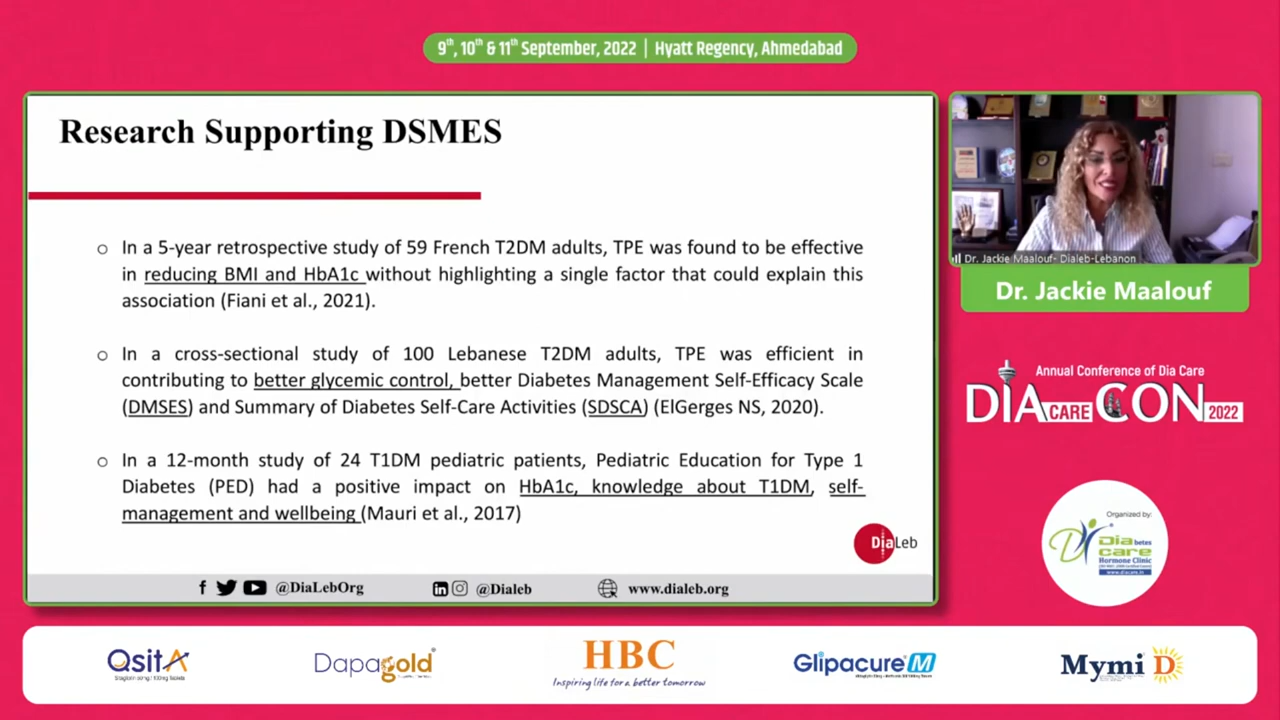 9th, 10th & 11th September, 2022 | Hyatt Regency, Ahmedabad
Research Supporting DSMES
o In a 5-year retrospective study of 59 French T2DM adults, TPE was found to be effective
in reducing BMI and HbA1c without highlighting a single factor that could explain this
association (Fiani et al., 2021).
o In a cross-sectional study of 100 Lebanese T2DM adults, TPE was efficient in
contributing to better glycemic control, better Diabetes Management Self-Efficacy Scale
(DMSES) and Summary of Diabetes Self-Care Activities (SDSCA) (ElGerges NS, 2020).
o In a 12-month study of 24 T1DM pediatric patients, Pediatric Education for Type 1
Diabetes (PED) had a positive impact on HbA1c, knowledge about T1DM, self-
management and wellbeing (Mauri et al., 2017)
DiaLeb
@DiaLebOrg
@Dialeb
www.dialeb.org
Dr. Jackie Maalouf- Dialeb-Lebanon
Dr. Jackie Maalouf
Annual Conference of Dia Care
DIA CARE CON 2022
Organized by:
Diabetes
care
Hormone Clinic
www.diacare.in
QsitA
Dapagold
HBC
Inspiring life for a better tomorrow
Glipacure M
Mymi D